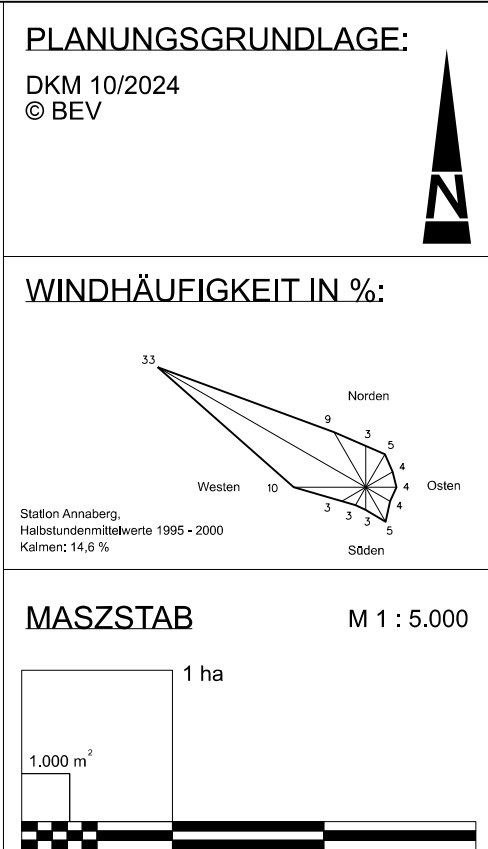 PLANUNGSGRUNDLAGE:
DKM 10/2024
© BEV
N
WINDHÄUFIGKEIT IN %:
33
Norden
9
3
5
4
Westen
10
4
Osten
3
3
3
4
5
Station Annaberg,
Halbstundenmittelwerte 1995 - 2000
Kalmen: 14,6 %
Süden
MASZSTAB
M 1 : 5.000
1 ha
1.000 m²